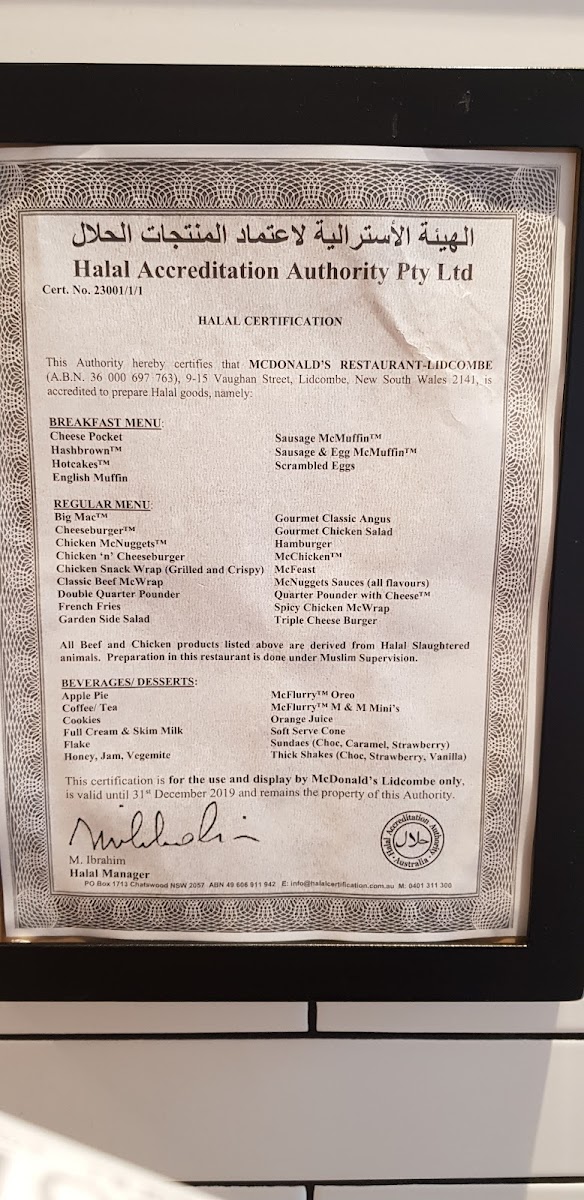 الهيئة الأسترالية لاعتماد المنتجات الحلال
Halal Accreditation Authority Pty Ltd
Cert. No. 23001/1/1
HALAL CERTIFICATION
This Authority hereby certifies that MCDONALD'S RESTAURANT-LIDCOMBE
(A.B.N. 36 000 697 763), 9-15 Vaughan Street, Lidcombe, New South Wales 2141, is
accredited to prepare Halal goods, namely:
BREAKFAST MENU:
Cheese Pocket Sausage McMuffin™
Hashbrown™ Sausage & Egg McMuffin™
Hotcakes™ Scrambled Eggs
English Muffin
REGULAR MENU:
Big Mac™ Gourmet Classic Angus
Cheeseburger™ Gourmet Chicken Salad
Chicken McNuggets™ Hamburger
Chicken 'n' Cheeseburger McChicken™
Chicken Snack Wrap (Grilled and Crispy) McFeast
Classic Beef McWrap McNuggets Sauces (all flavours)
Double Quarter Pounder Quarter Pounder with Cheese™
French Fries Spicy Chicken McWrap
Garden Side Salad Triple Cheese Burger
All Beef and Chicken products listed above are derived from Halal Slaughtered
animals. Preparation in this restaurant is done under Muslim Supervision.
BEVERAGES/ DESSERTS:
Apple Pie McFlurry™ Oreo
Coffee/ Tea McFlurry™ M & M Mini's
Cookies Orange Juice
Full Cream & Skim Milk Soft Serve Cone
Flake Sundaes (Choc, Caramel, Strawberry)
Honey, Jam, Vegemite Thick Shakes (Choc, Strawberry, Vanilla)
This certification is for the use and display by McDonald's Lidcombe only,
is valid until 31st December 2019 and remains the property of this Authority.
M. Ibrahim
Halal Manager
Halal Accreditation Authority
حلال
Australia
PO Box 1713 Chatswood NSW 2057 ABN 49 606 911 942 E: info@halalcertification.com.au M: 0401 311 300